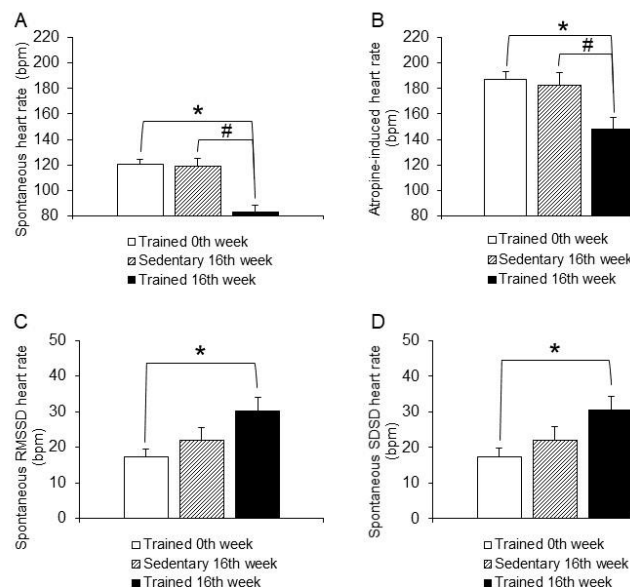 A
Spontaneous heart rate (bpm)
220
200
180
160
140
120
100
80
*
#
Trained 0th week
Sedentary 16th week
Trained 16th week
B
Atropine-induced heart rate
(bpm)
220
200
180
160
140
120
100
80
*
#
Trained 0th week
Sedentary 16th week
Trained 16th week
C
Spontaneous RMSSD heart rate
(bpm)
50
40
30
20
10
0
*
Trained 0th week
Sedentary 16th week
Trained 16th week
D
Spontaneous SDSD heart rate
(bpm)
50
40
30
20
10
0
*
Trained 0th week
Sedentary 16th week
Trained 16th week